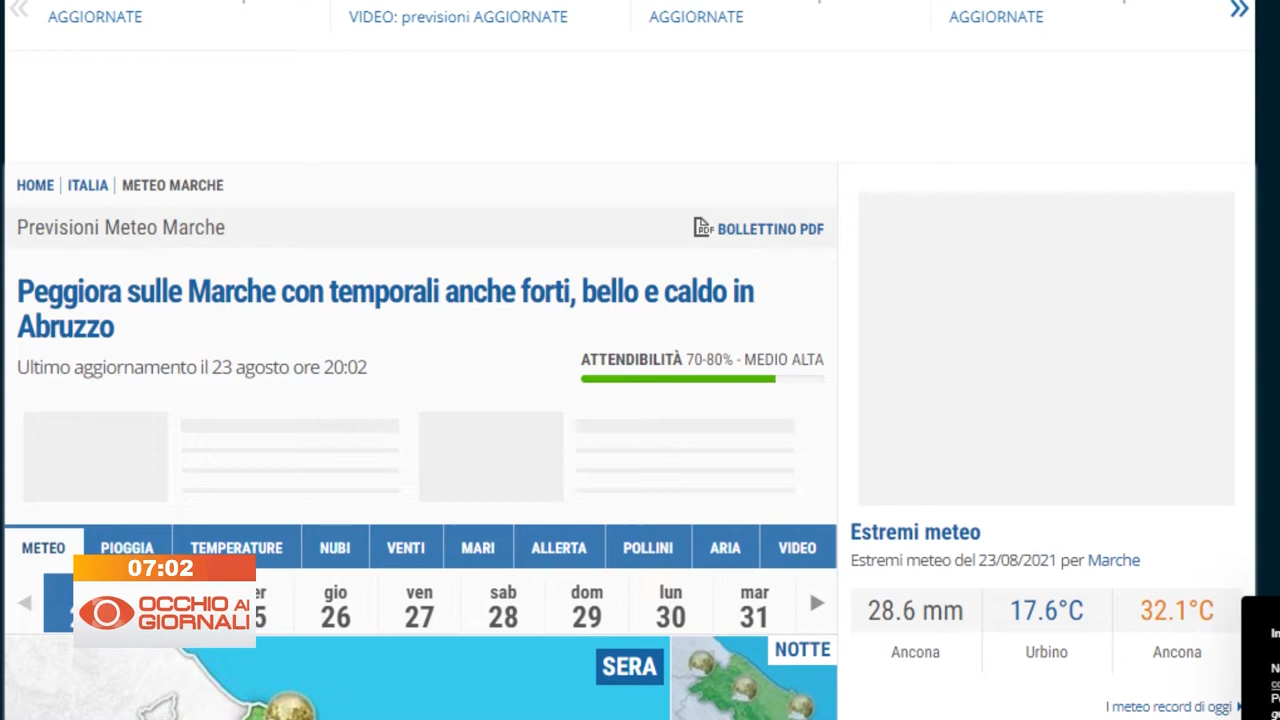 AGGIORNATE
VIDEO: previsioni AGGIORNATE
AGGIORNATE
AGGIORNATE
HOME
ITALIA
METEO MARCHE
Previsioni Meteo Marche
PDF
BOLLETTINO PDF
Peggiora sulle Marche con temporali anche forti, bello e caldo in
Abruzzo
Ultimo aggiornamento il 23 agosto ore 20:02
ATTENDIBILITÀ 70-80% - MEDIO ALTA
METEO
PIOGGIA
TEMPERATURE
NUBI
VENTI
MARI
ALLERTA
POLLINI
ARIA
VIDEO
gio
26
ven
27
sab
28
dom
29
lun
30
mar
31
07:02
OCCHIO AI
GIORNALI
SERA
NOTTE
Estremi meteo
Estremi meteo del 23/08/2021 per Marche
28.6 mm
17.6°C
32.1°C
Ancona
Urbino
Ancona
I meteo record di oggi